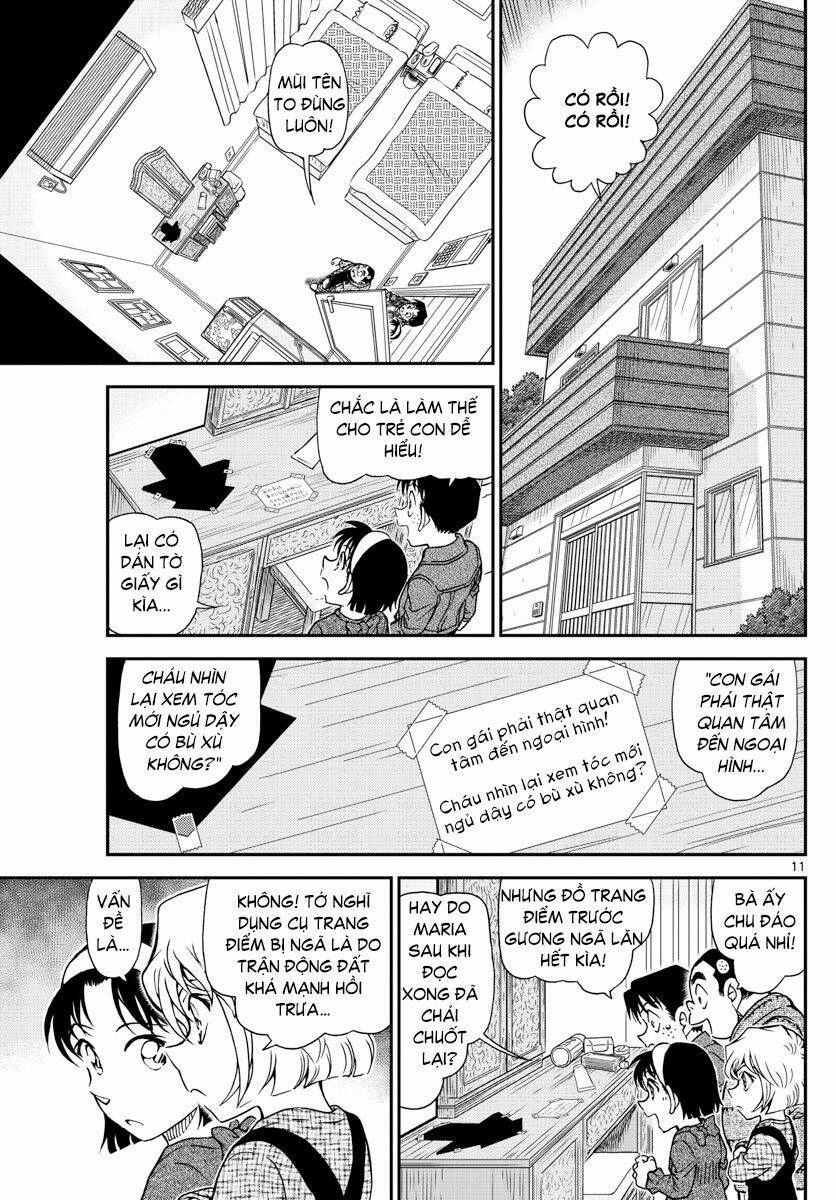 CÓ RỒI!
CÓ RỒI!
MŨI TÊN
TO ĐÙNG
LUÔN!
CHẮC LÀ LÀM THẾ
CHO TRẺ CON DỄ
HIỂU!
LẠI CÓ
DÁN TỜ
GIẤY GÌ
KÌA...
"CON GÁI
PHẢI THẬT
QUAN TÂM
ĐẾN NGOẠI
HÌNH...
Con gái phải thật quan
tâm đến ngoại hình!
Cháu nhìn lại xem tóc mới
ngủ dậy có bù xù không?
CHÁU NHÌN
LẠI XEM TÓC
MỚI NGỦ DẬY
CÓ BÙ XÙ
KHÔNG?"
11
BÀ ẤY
CHU ĐÁO
QUÁ NHỈ!
NHƯNG ĐỒ TRANG
ĐIỂM TRƯỚC
GƯƠNG NGÃ LĂN
HẾT KÌA!
HAY DO
MARIA
SAU KHI
ĐỌC
XONG ĐÃ
CHẢI
CHUỐT
LẠI?
KHÔNG! TỚ NGHĨ
DỤNG CỤ TRANG
ĐIỂM BỊ NGÃ LÀ DO
TRẬN ĐỘNG ĐẤT
KHÁ MẠNH HỒI
TRƯA...
VẤN
ĐỀ
LÀ...